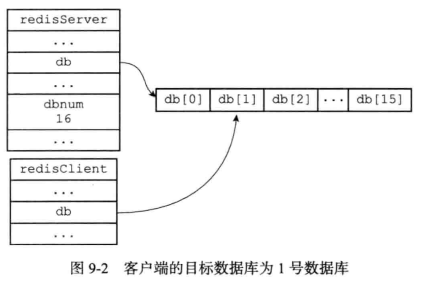 redisServer
...
db
...
dbnum
16
...
db[0] db[1] db[2] ... db[15]
redisClient
...
db
...
图 9-2 客户端的目标数据库为 1 号数据库